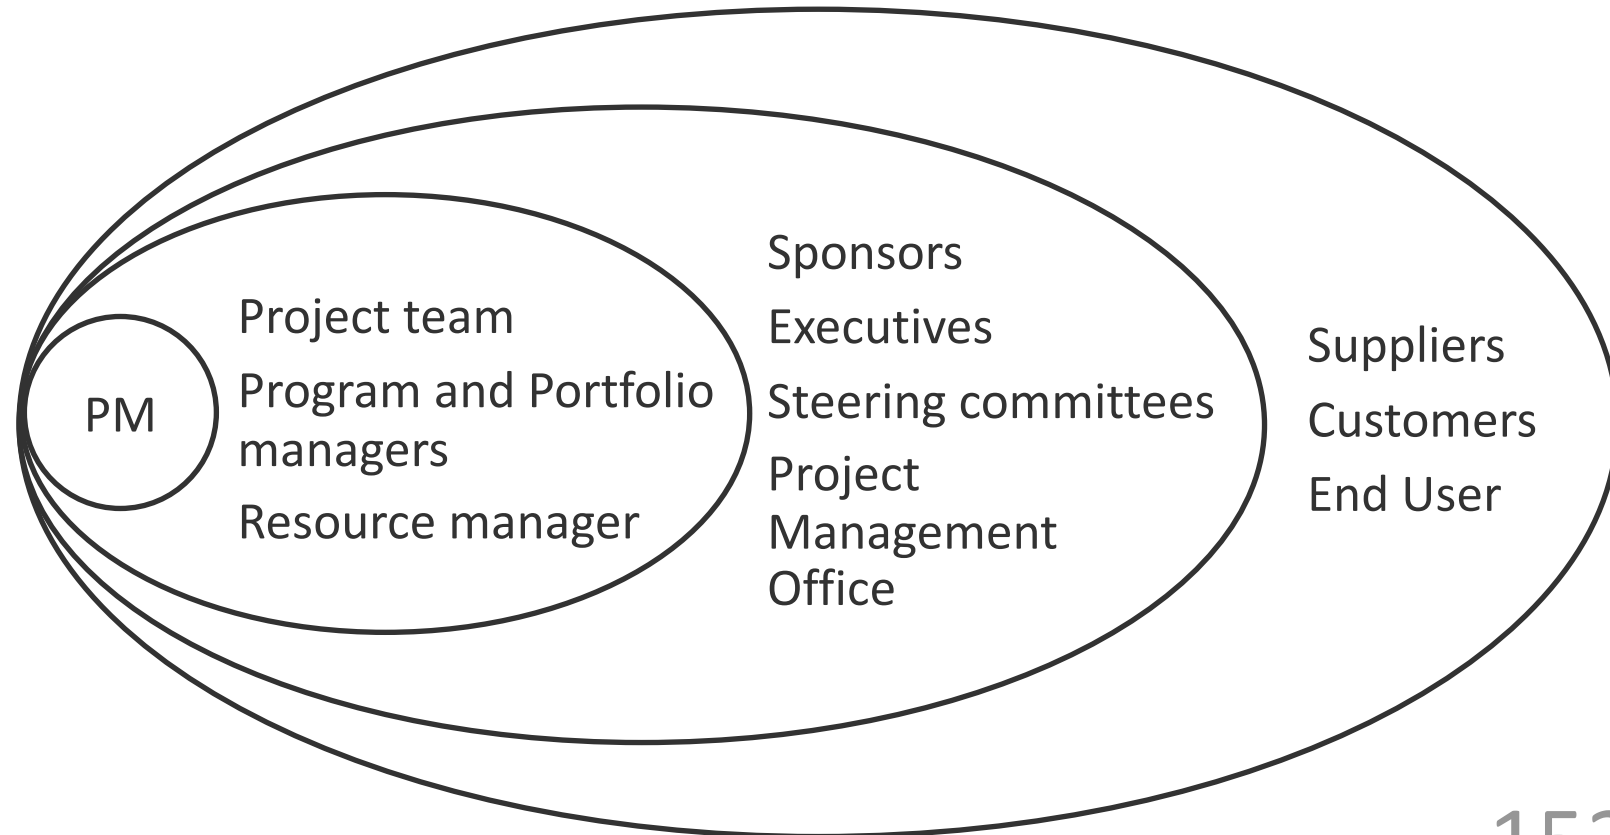 PM
Project team
Program and Portfolio
managers
Resource manager
Sponsors
Executives
Steering committees
Project
Management
Office
Suppliers
Customers
End User